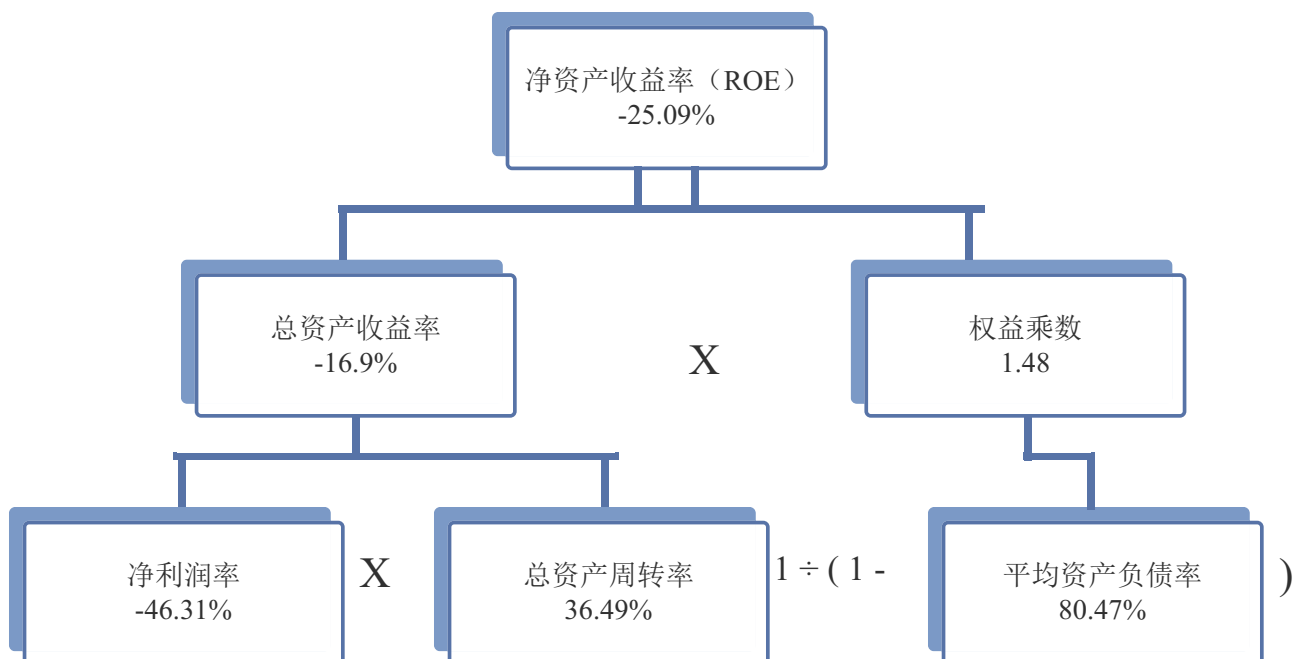 净资产收益率（ROE）
-25.09%
总资产收益率
-16.9%
X
权益乘数
1.48
净利润率
-46.31%
X
总资产周转率
36.49%
1 ÷ ( 1 -
平均资产负债率
80.47%
)